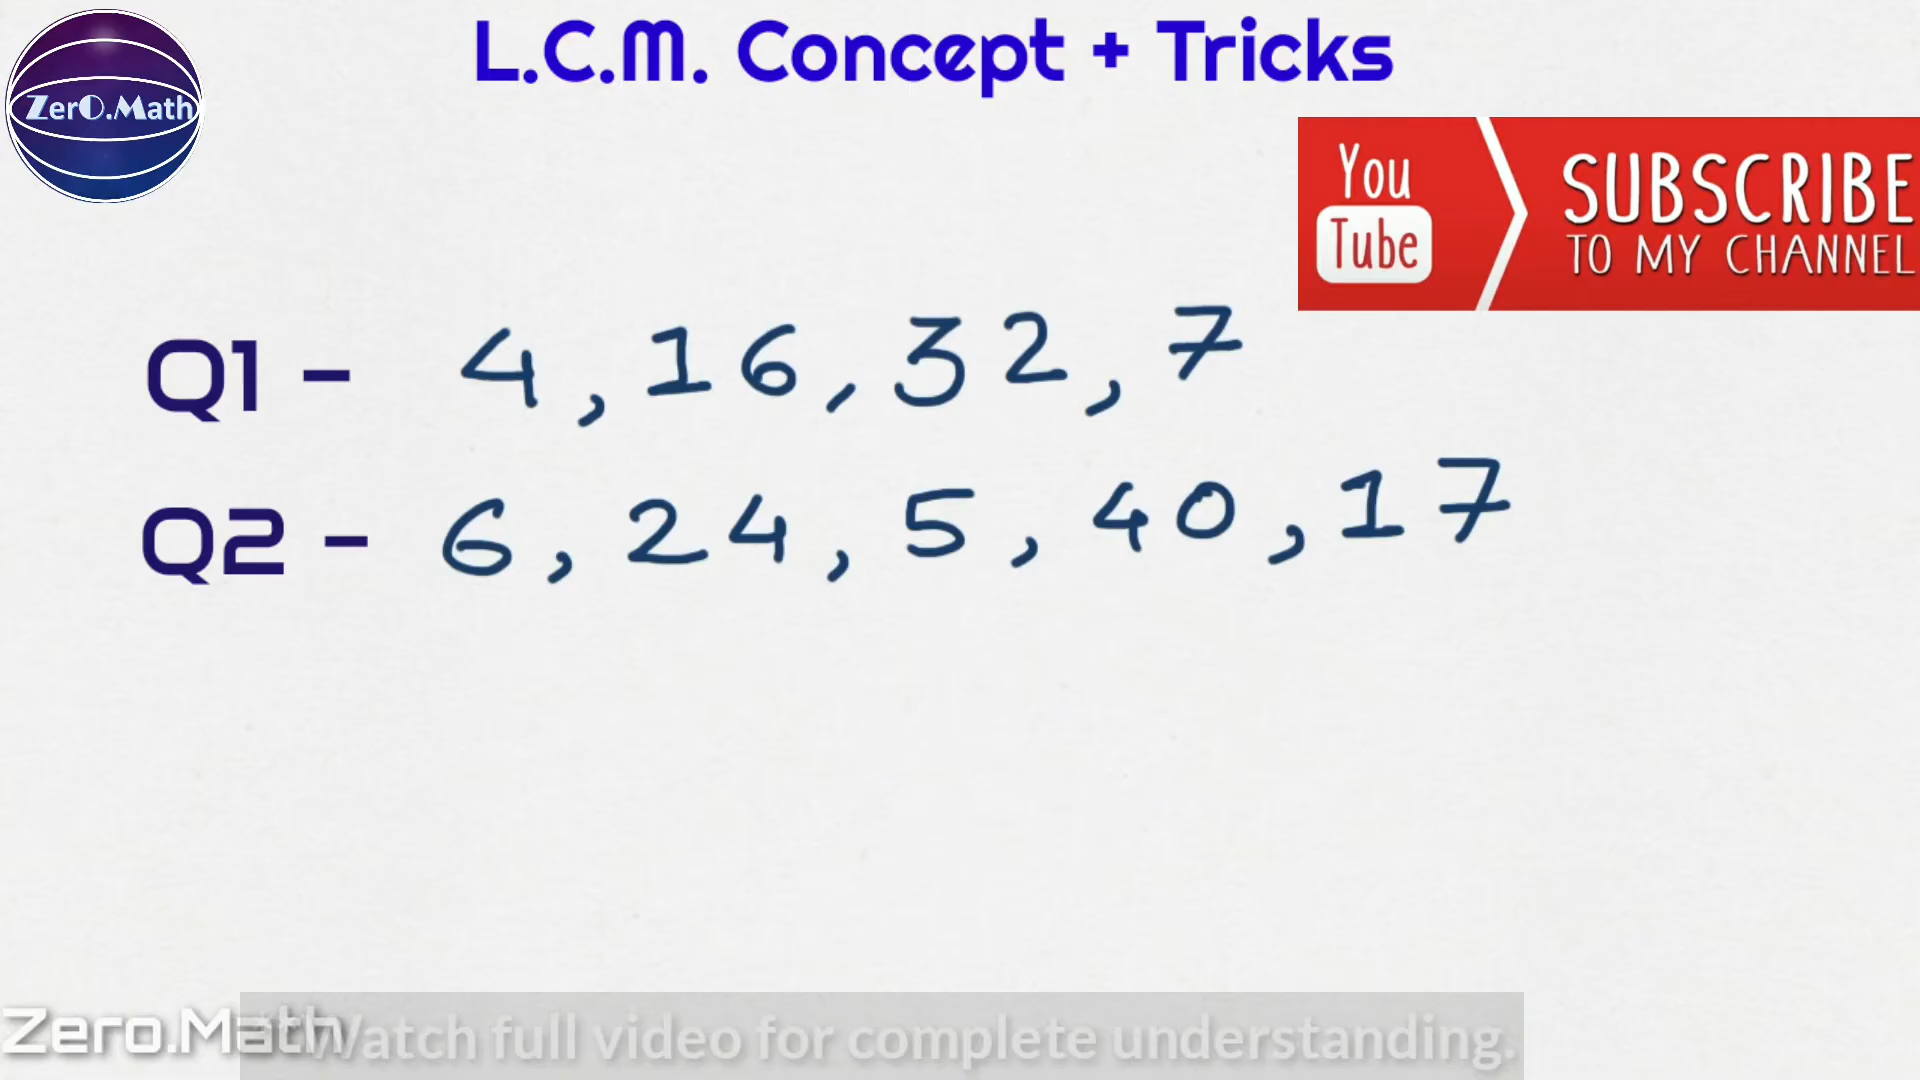 L.C.M. Concept + Tricks
ZerO.Math
You
Tube
SUBSCRIBE
TO MY CHANNEL
Q1 - 4, 16, 32, 7
Q2 - 6, 24, 5, 40, 17
Zero.Math
Watch full video for complete understanding.